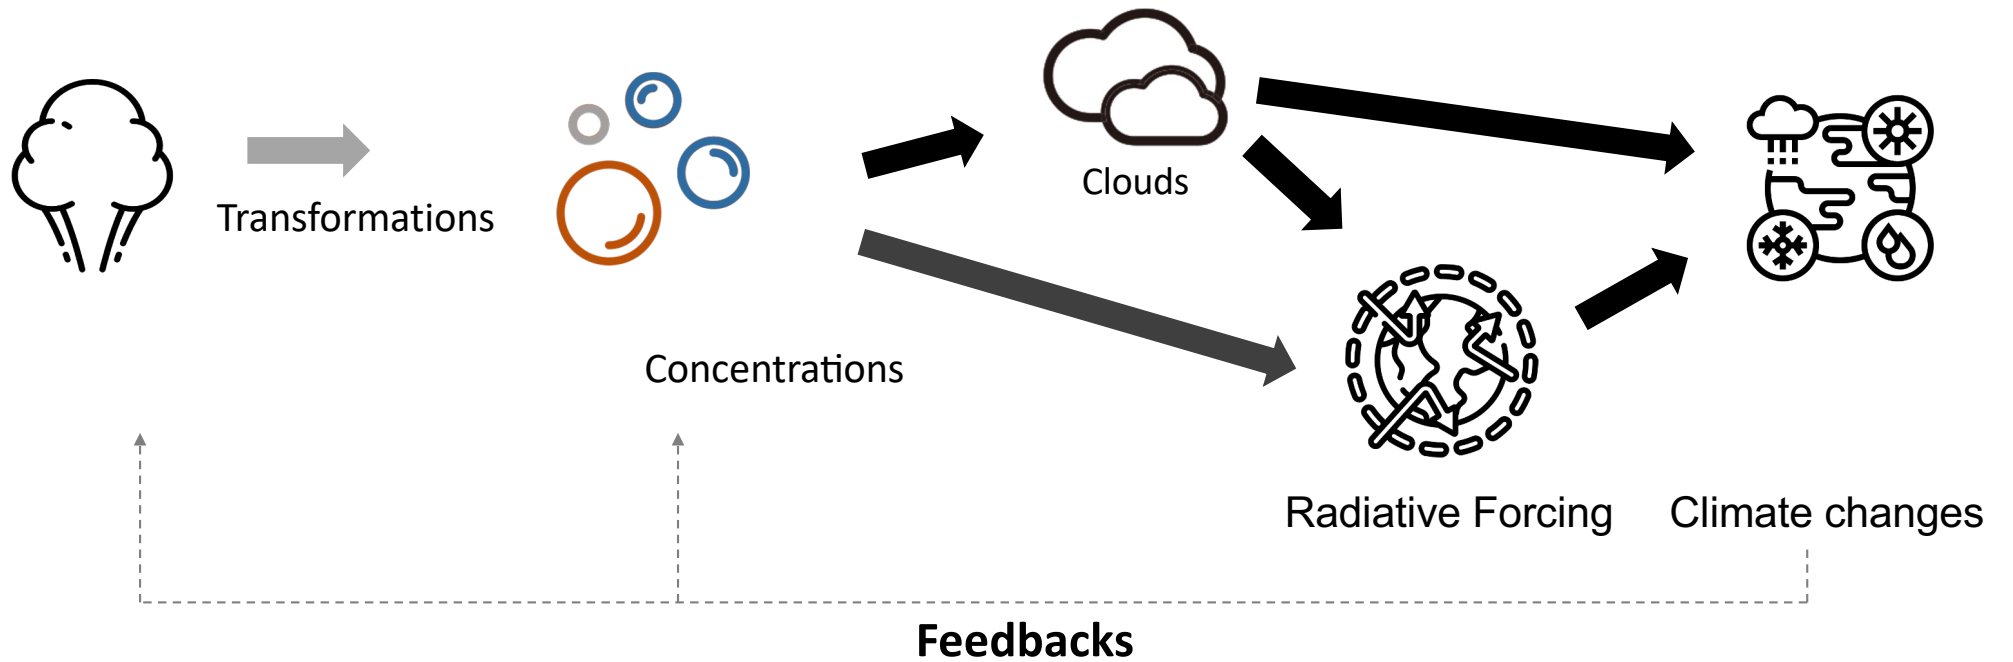 Transformations
Concentrations
Clouds
Radiative Forcing
Climate changes
Feedbacks